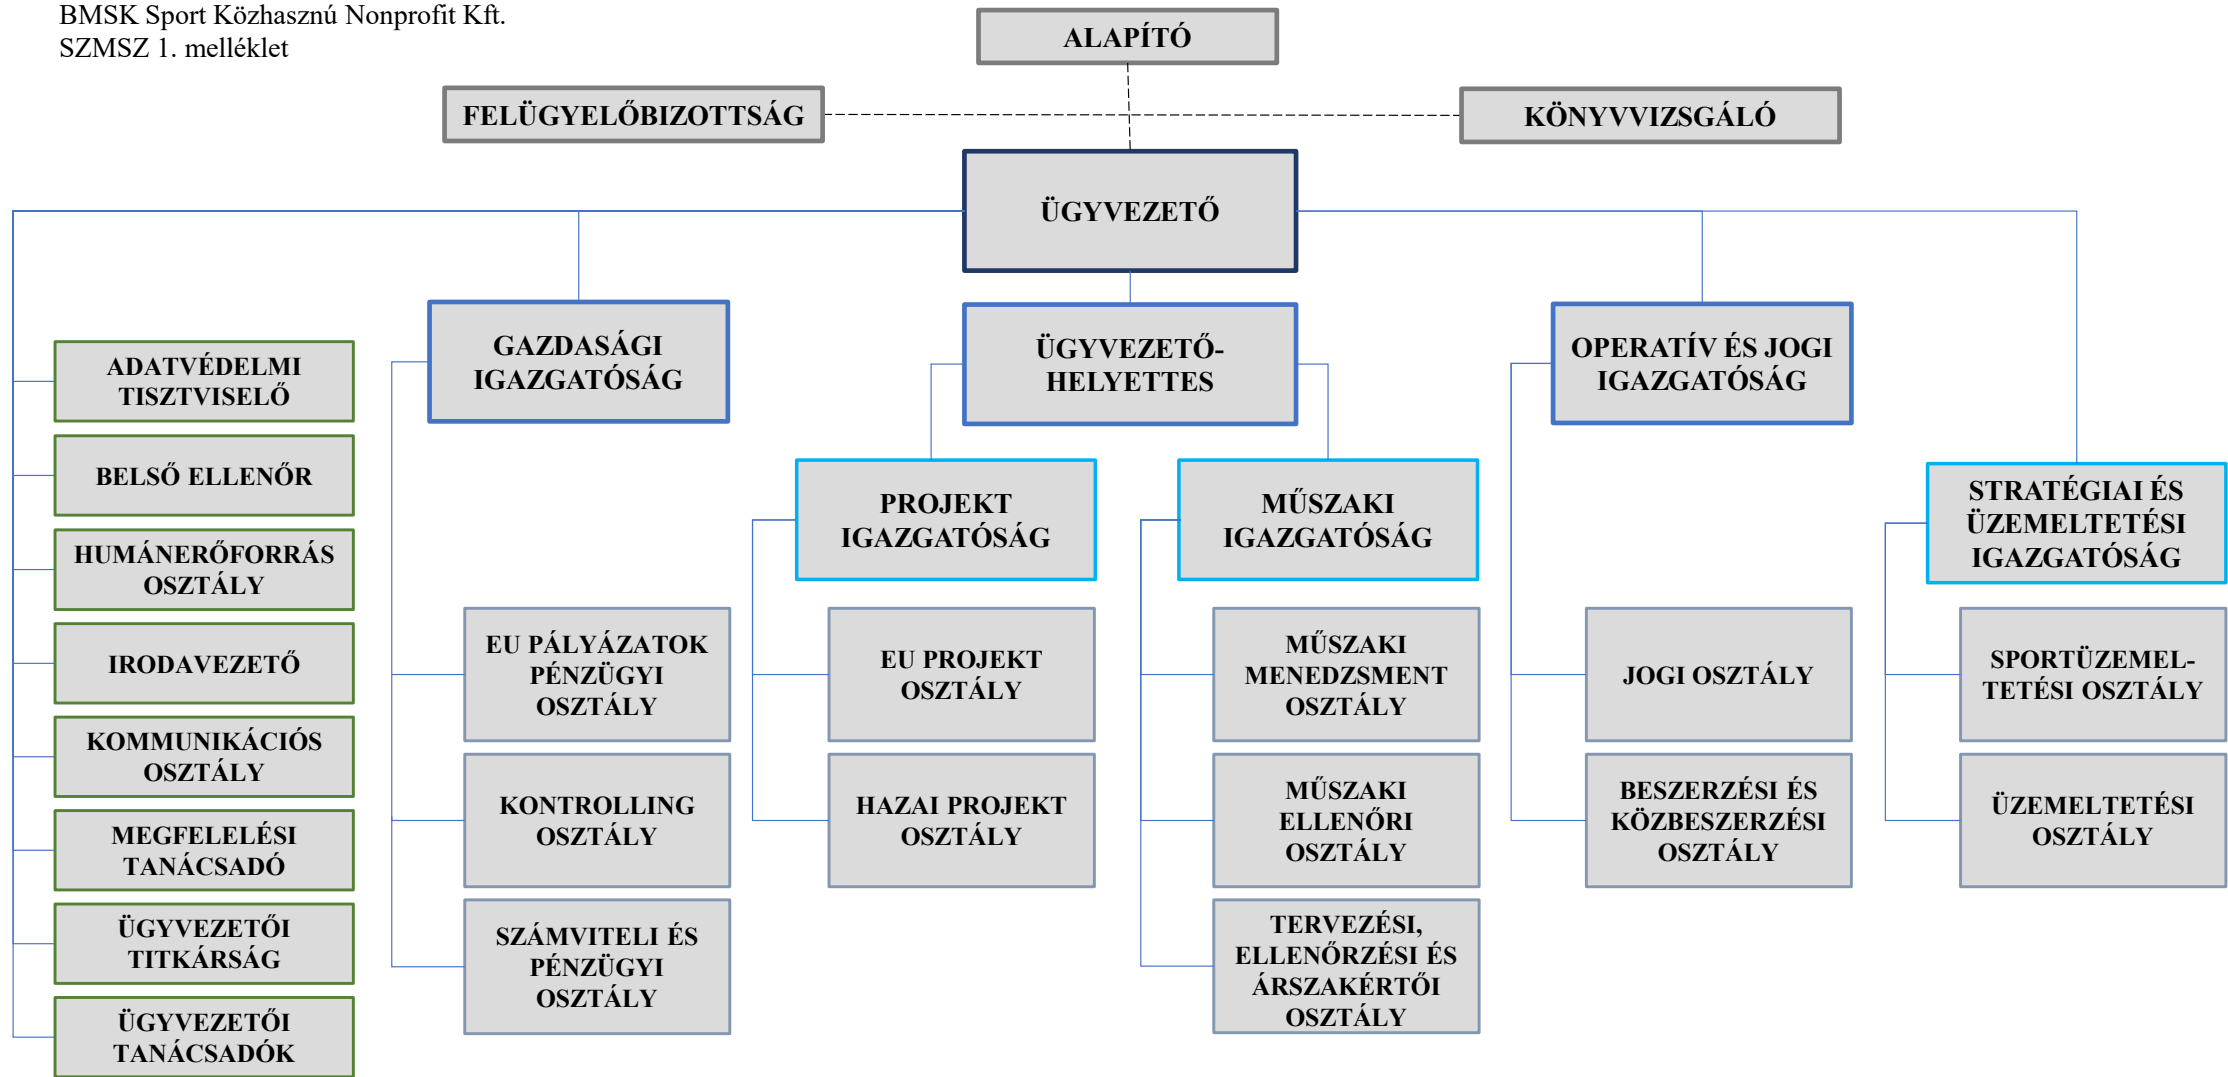 BMSK Sport Közhasznú Nonprofit Kft.
SZMSZ 1. melléklet
ALAPÍTÓ
FELÜGYELŐBIZOTTSÁG
KÖNYVVIZSGÁLÓ
ÜGYVEZETŐ
ADATVÉDELMI
TISZTVISELŐ
BELSŐ ELLENŐR
HUMÁNERŐFORRÁS
OSZTÁLY
IRODAVEZETŐ
KOMMUNIKÁCIÓS
OSZTÁLY
MEGFELELÉSI
TANÁCSADÓ
ÜGYVEZETŐI
TITKÁRSÁG
ÜGYVEZETŐI
TANÁCSADÓK
GAZDASÁGI
IGAZGATÓSÁG
EU PÁLYÁZATOK
PÉNZÜGYI
OSZTÁLY
KONTROLLING
OSZTÁLY
SZÁMVITELI ÉS
PÉNZÜGYI
OSZTÁLY
ÜGYVEZETŐ-
HELYETTES
PROJEKT
IGAZGATÓSÁG
EU PROJEKT
OSZTÁLY
HAZAI PROJEKT
OSZTÁLY
MŰSZAKI
IGAZGATÓSÁG
MŰSZAKI
MENEDZSMENT
OSZTÁLY
MŰSZAKI
ELLENŐRI
OSZTÁLY
TERVEZÉSI,
ELLENŐRZÉSI ÉS
ÁRSZAKÉRTŐI
OSZTÁLY
OPERATÍV ÉS JOGI
IGAZGATÓSÁG
JOGI OSZTÁLY
BESZERZÉSI ÉS
KÖZBESZERZÉSI
OSZTÁLY
STRATÉGIAI ÉS
ÜZEMELTETÉSI
IGAZGATÓSÁG
SPORTÜZEMEL-
TETÉSI OSZTÁLY
ÜZEMELTETÉSI
OSZTÁLY